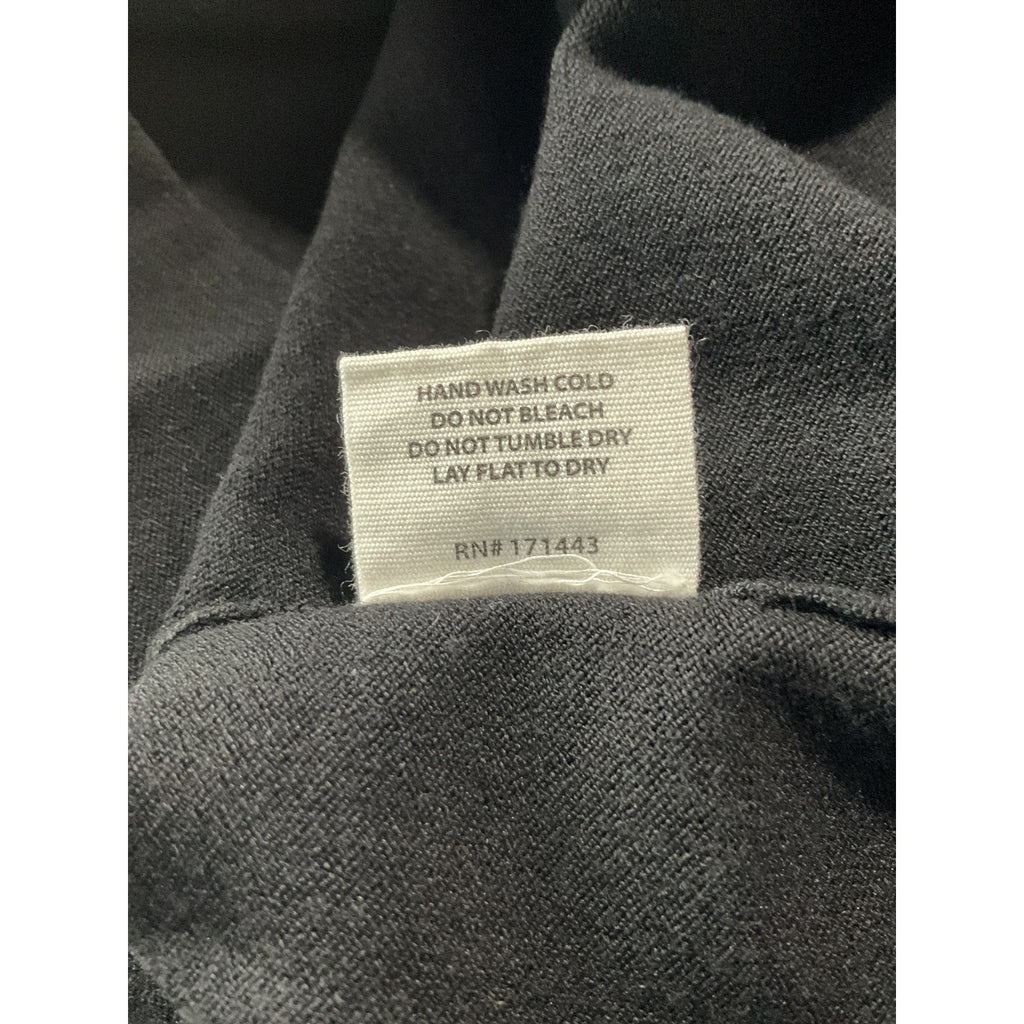 HAND WASH COLD
DO NOT BLEACH
DO NOT TUMBLE DRY
LAY FLAT TO DRY
RN# 171443